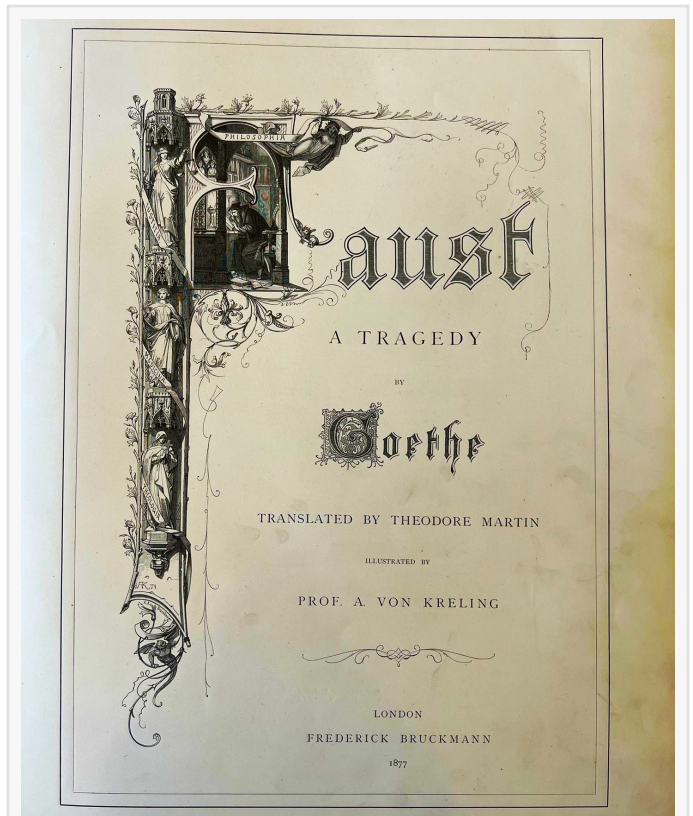 PHILOSOPHIA
Faust
A TRAGEDY
BY
Goethe
TRANSLATED BY THEODORE MARTIN
ILLUSTRATED BY
PROF. A. VON KRELING
LONDON
FREDERICK BRUCKMANN
1877